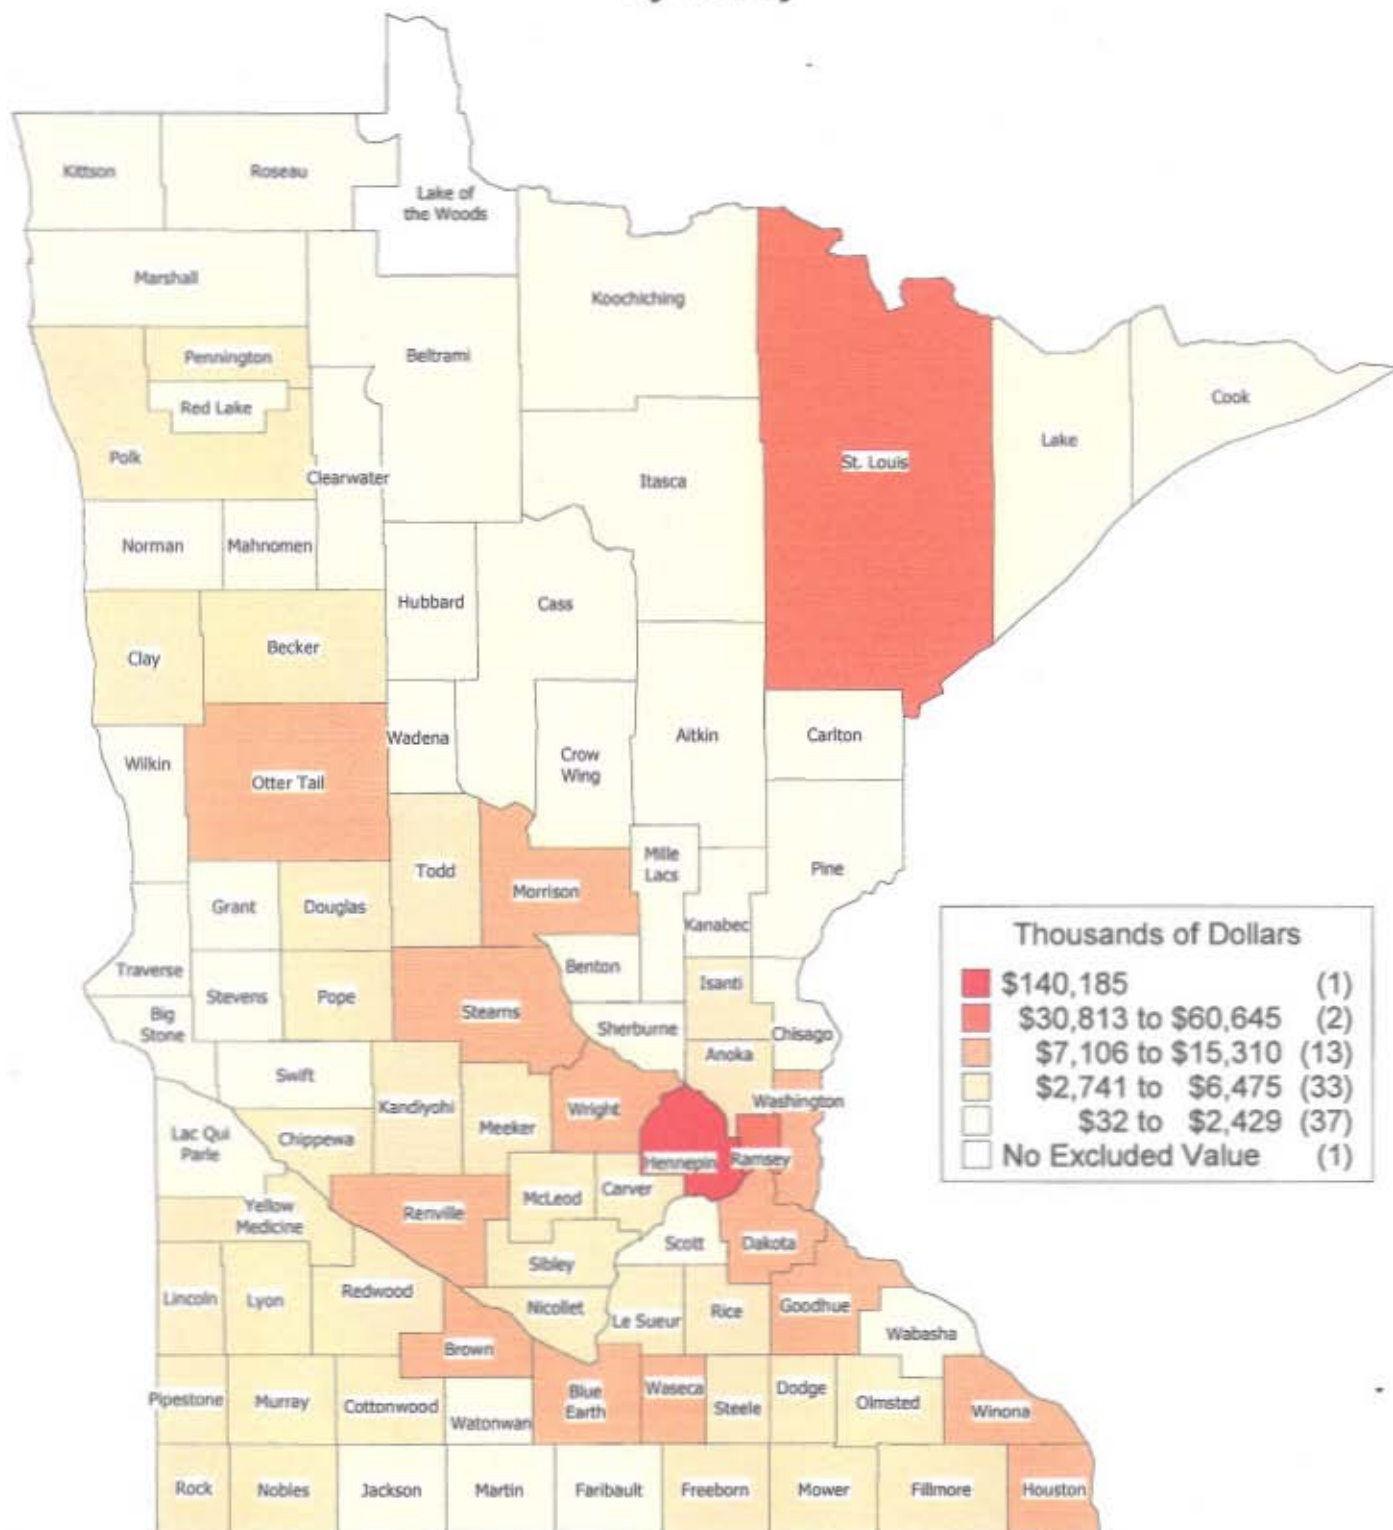 Kittson
Roseau
Lake of
the Woods
Marshall
Koochiching
Beltrami
Pennington
Red Lake
Cook
Lake
Polk
St. Louis
Clearwater
Itasca
Norman
Mahnomen
Hubbard
Cass
Clay
Becker
Wadena
Aitkin
Carlton
Wilkin
Crow
Wing
Otter Tail
Mille
Lacs
Pine
Todd
Morrison
Grant
Douglas
Kanabec
Benton
Traverse
Isanti
Stevens
Pope
Stearns
Big
Stone
Sherburne
Chisago
Anoka
Swift
Kandiyohi
Wright
Washington
Lac Qui
Parle
Chippewa
Meeker
Hennepin
Ramsey
McLeod
Carver
Yellow
Medicine
Renville
Scott
Dakota
Sibley
Lincoln
Lyon
Redwood
Nicollet
Le Sueur
Rice
Goodhue
Wabasha
Brown
Pipestone
Murray
Cottonwood
Watonwan
Blue
Earth
Waseca
Steele
Dodge
Olmsted
Winona
Rock
Nobles
Jackson
Martin
Faribault
Freeborn
Mower
Fillmore
Houston
Thousands of Dollars
$140,185 (1)
$30,813 to $60,645 (2)
$7,106 to $15,310 (13)
$2,741 to $6,475 (33)
$32 to $2,429 (37)
No Excluded Value (1)